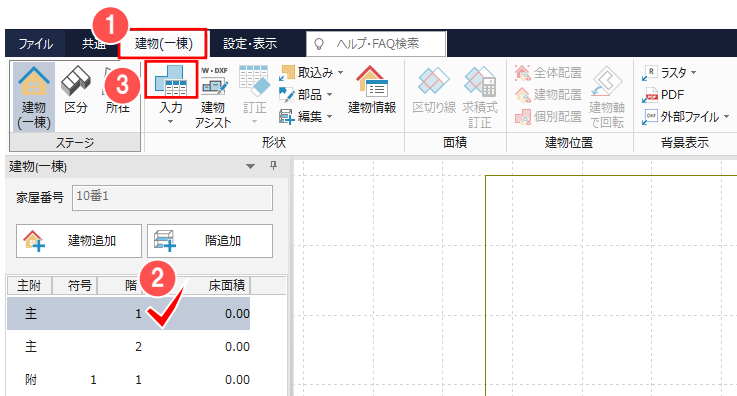 1
ファイル 共通 建物(一棟) 設定・表示 ヘルプ・FAQ検索
3
建物
(一棟)
区分
所在
ステージ
入力
W・DXF
建物
アシスト
訂正
取込み
部品
編集
建物情報
形状
区切り線
求積式
訂正
面積
全体配置
建物配置
個別配置
建物軸
で回転
建物位置
R ラスタ
PDF PDF
DXF 外部ファイル
背景表示
建物(一棟)
家屋番号 10番1
建物追加 階追加
2
主附 符号 階 床面積
主 1 0.00
主 2 0.00
附 1 1 0.00